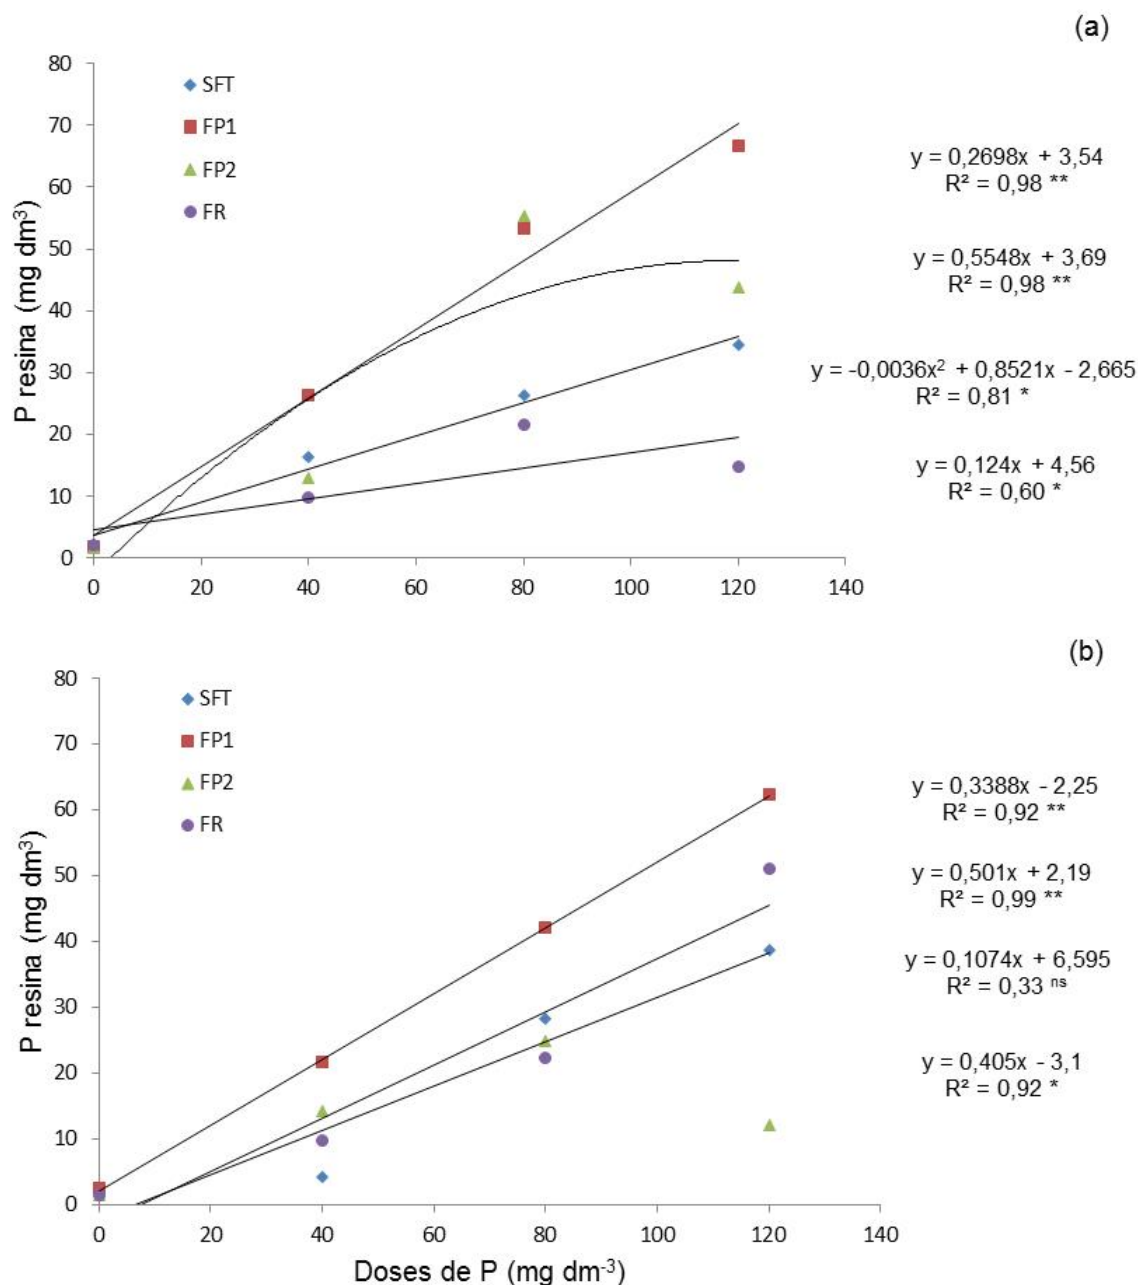 (a)
80
70
60
50
40
30
20
10
0
P resina (mg dm³)
SFT
FP1
FP2
FR
y = 0,2698x + 3,54
R² = 0,98 **
y = 0,5548x + 3,69
R² = 0,98 **
y = -0,0036x² + 0,8521x - 2,665
R² = 0,81 *
y = 0,124x + 4,56
R² = 0,60 *
0 20 40 60 80 100 120 140
(b)
80
70
60
50
40
30
20
10
0
P resina (mg dm³)
SFT
FP1
FP2
FR
y = 0,3388x - 2,25
R² = 0,92 **
y = 0,501x + 2,19
R² = 0,99 **
y = 0,1074x + 6,595
R² = 0,33 ns
y = 0,405x - 3,1
R² = 0,92 *
0 20 40 60 80 100 120 140
Doses de P (mg dm⁻³)